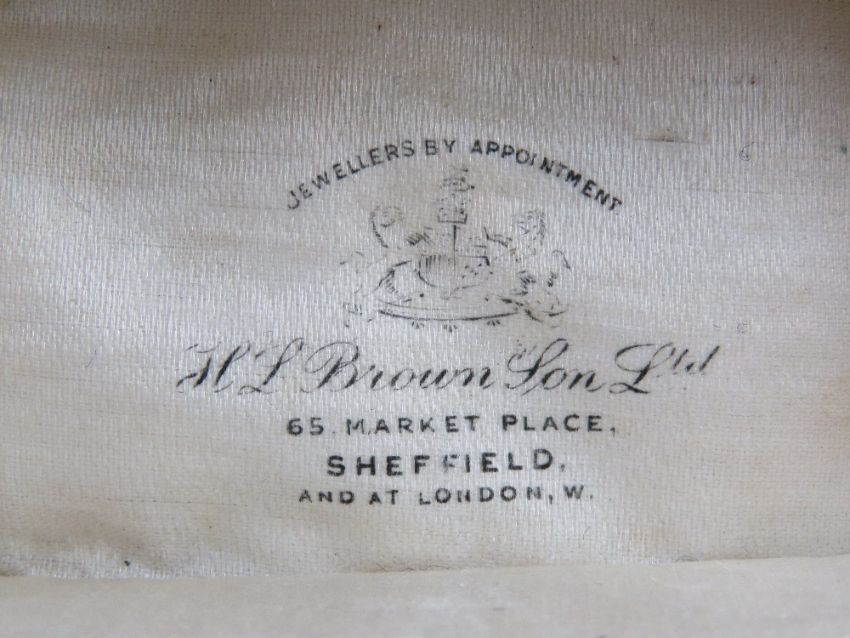 JEWELLERS BY APPOINTMENT
H L Brown Son Ltd
65. MARKET PLACE,
SHEFFIELD,
AND AT LONDON, W.